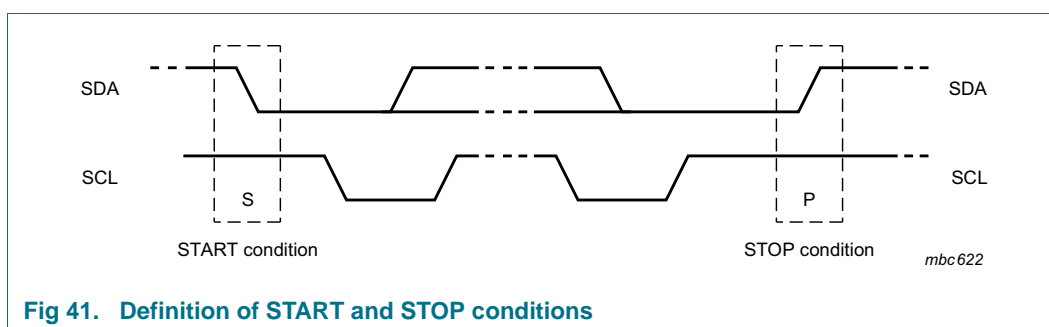 SDA
SDA
SCL
SCL
S
P
START condition
STOP condition
mbc622
Fig 41. Definition of START and STOP conditions